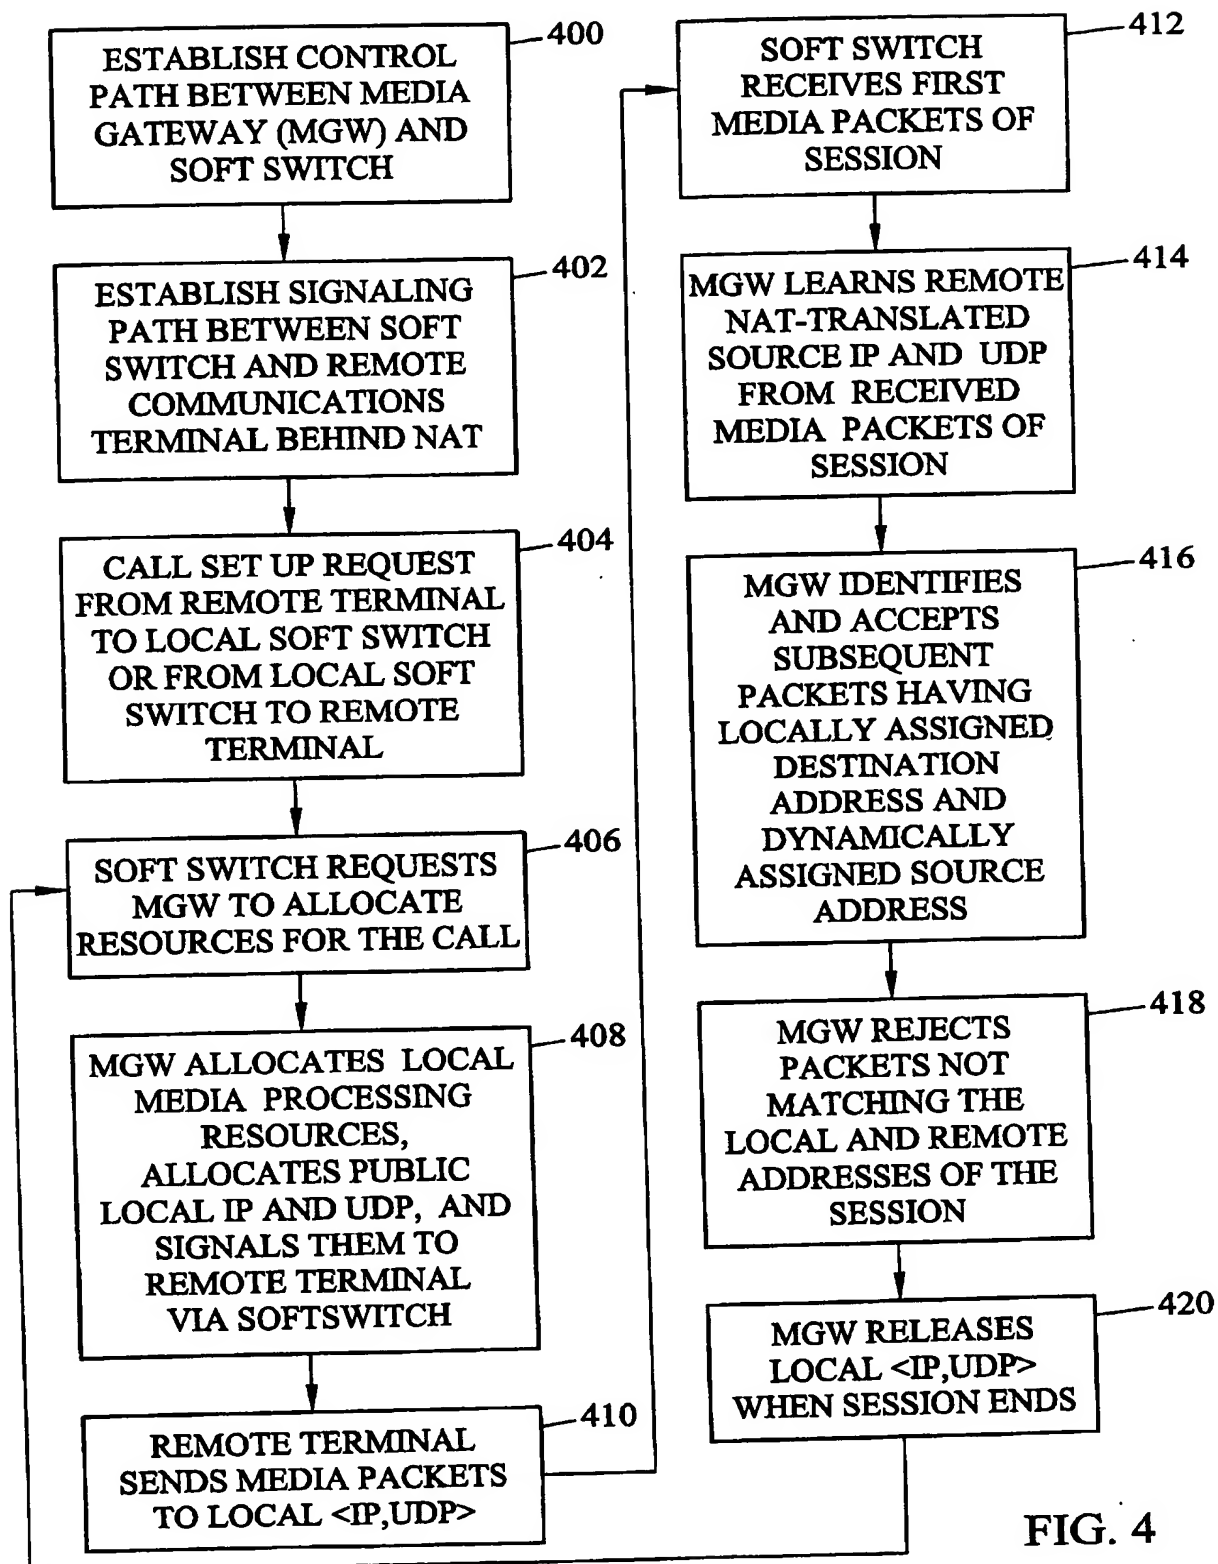 400
ESTABLISH CONTROL
PATH BETWEEN MEDIA
GATEWAY (MGW) AND
SOFT SWITCH
402
ESTABLISH SIGNALING
PATH BETWEEN SOFT
SWITCH AND REMOTE
COMMUNICATIONS
TERMINAL BEHIND NAT
404
CALL SET UP REQUEST
FROM REMOTE TERMINAL
TO LOCAL SOFT SWITCH
OR FROM LOCAL SOFT
SWITCH TO REMOTE
TERMINAL
406
SOFT SWITCH REQUESTS
MGW TO ALLOCATE
RESOURCES FOR THE CALL
408
MGW ALLOCATES LOCAL
MEDIA PROCESSING
RESOURCES,
ALLOCATES PUBLIC
LOCAL IP AND UDP, AND
SIGNALS THEM TO
REMOTE TERMINAL
VIA SOFTSWITCH
410
REMOTE TERMINAL
SENDS MEDIA PACKETS
TO LOCAL <IP,UDP>
412
SOFT SWITCH
RECEIVES FIRST
MEDIA PACKETS OF
SESSION
414
MGW LEARNS REMOTE
NAT-TRANSLATED
SOURCE IP AND UDP
FROM RECEIVED
MEDIA PACKETS OF
SESSION
416
MGW IDENTIFIES
AND ACCEPTS
SUBSEQUENT
PACKETS HAVING
LOCALLY ASSIGNED
DESTINATION
ADDRESS AND
DYNAMICALLY
ASSIGNED SOURCE
ADDRESS
418
MGW REJECTS
PACKETS NOT
MATCHING THE
LOCAL AND REMOTE
ADDRESSES OF THE
SESSION
420
MGW RELEASES
LOCAL <IP,UDP>
WHEN SESSION ENDS
FIG. 4